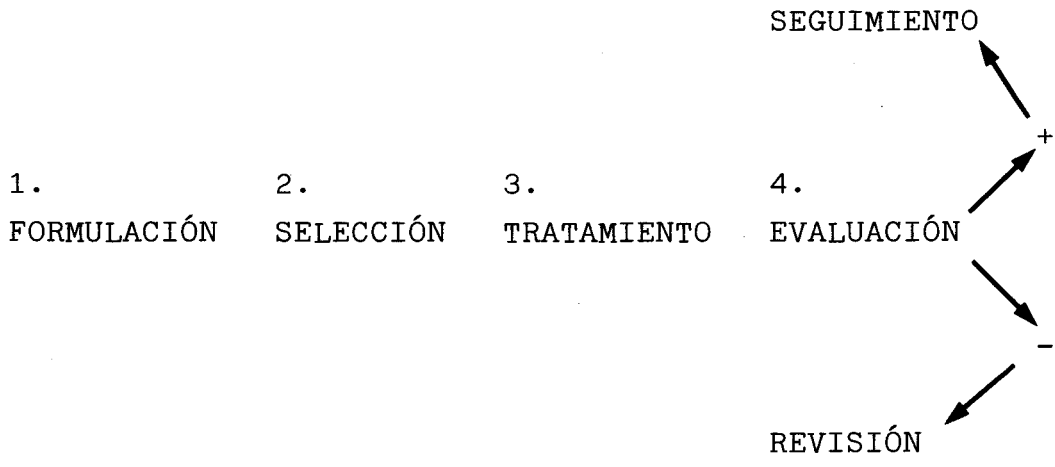 SEGUIMIENTO
+
1. 2. 3. 4.
FORMULACIÓN SELECCIÓN TRATAMIENTO EVALUACIÓN
-
REVISIÓN